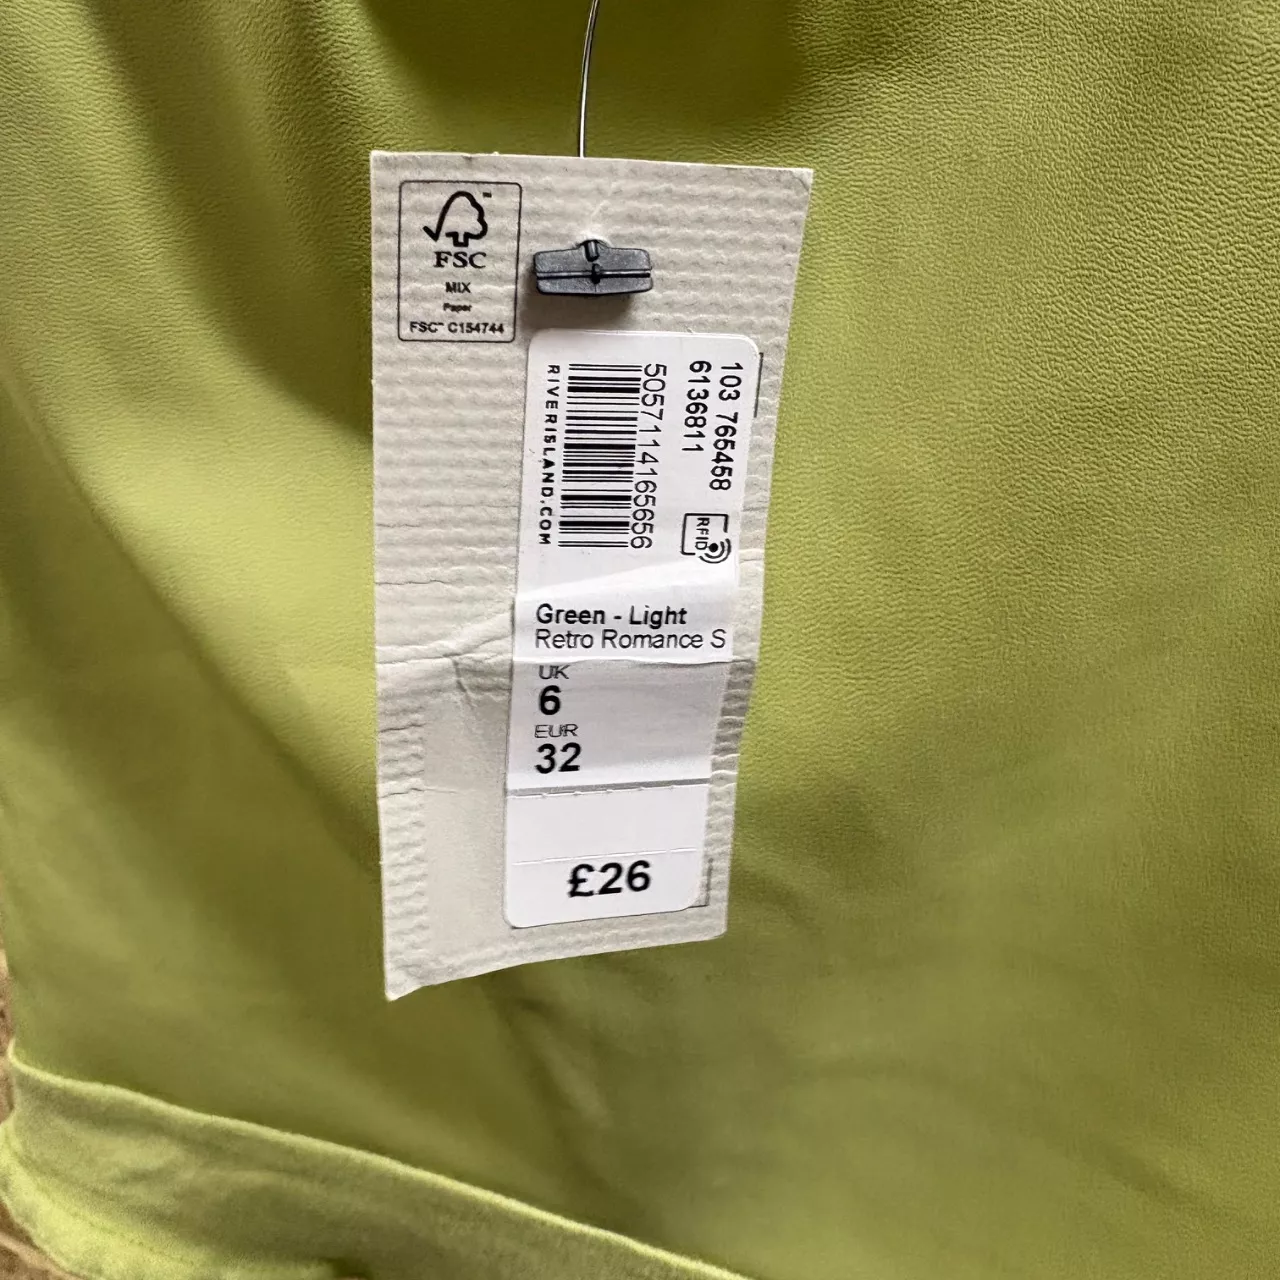 FSC™
MIX
Paper
FSC™ C154744
103 765458
6136811
RFID
5057114165656
RIVERISLAND.COM
Green - Light
Retro Romance S
UK
6
EUR
32
£26